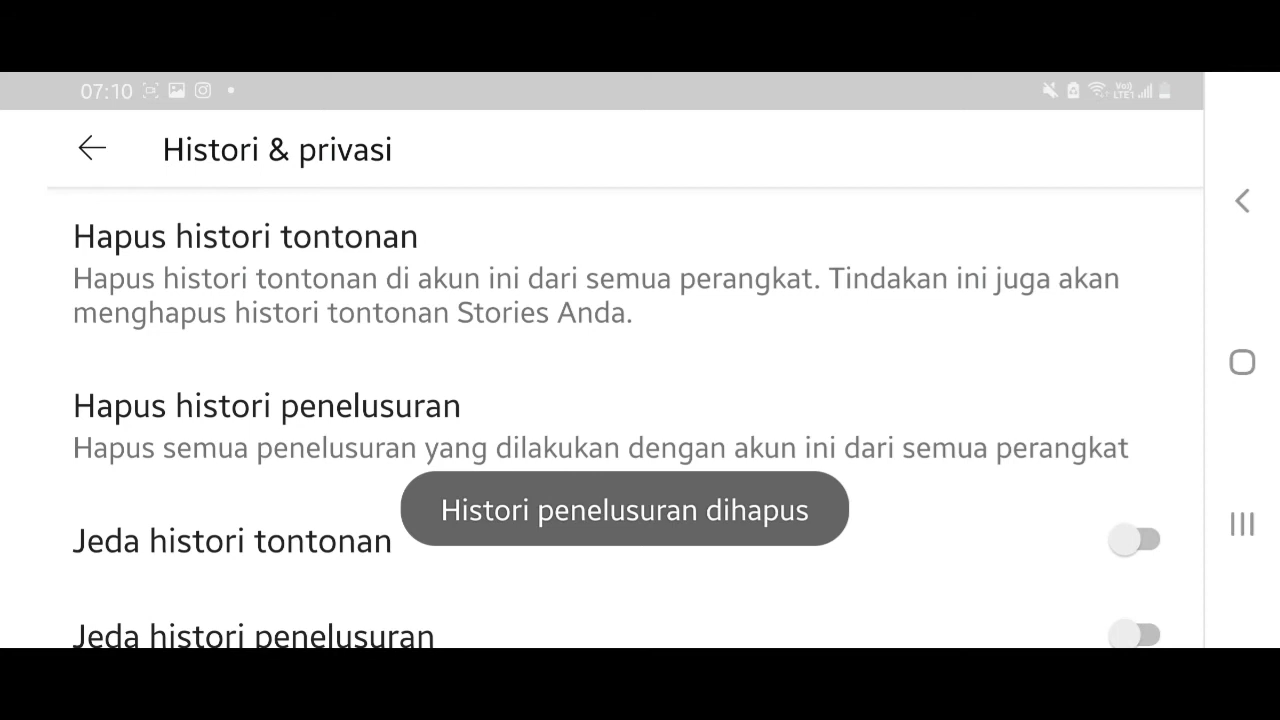 07:10
Vo))
LTE1
Histori & privasi
Hapus histori tontonan
Hapus histori tontonan di akun ini dari semua perangkat. Tindakan ini juga akan
menghapus histori tontonan Stories Anda.
Hapus histori penelusuran
Hapus semua penelusuran yang dilakukan dengan akun ini dari semua perangkat
Histori penelusuran dihapus
Jeda histori tontonan
Jeda histori penelusuran